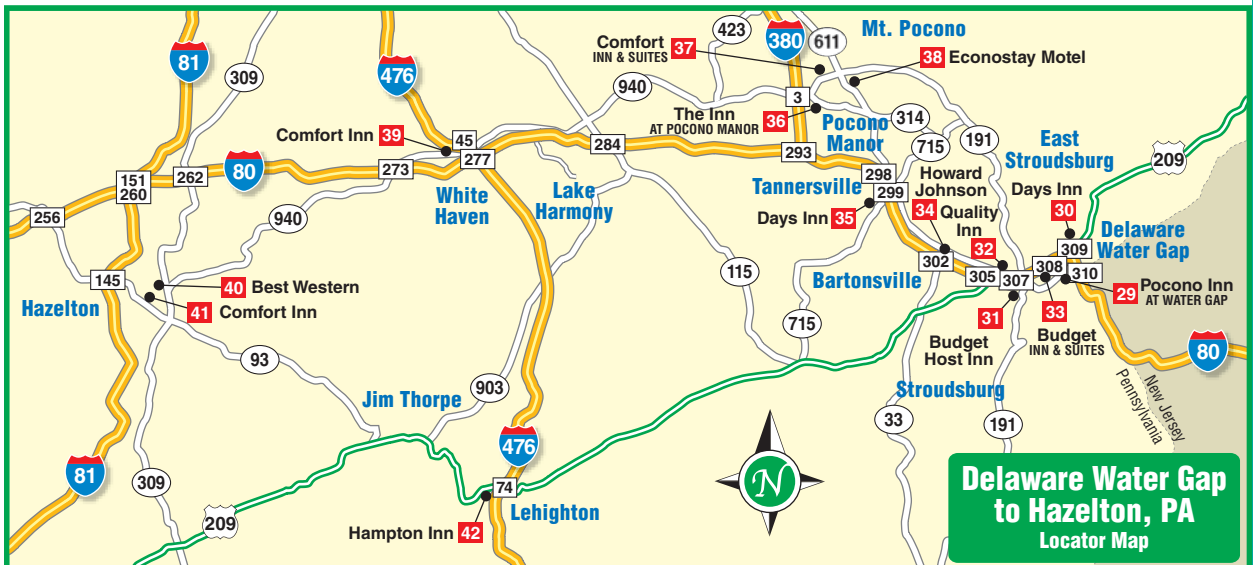 81
309
476
940
423
380
611
Mt. Pocono
Comfort
INN & SUITES
37
38 Econostay Motel
3
The Inn
AT POCONO MANOR
36
314
Pocono
Manor
191
715
East
Stroudsburg
209
Comfort Inn 39
45
277
284
293
298
299
151
260
262
80
273
White
Haven
Lake
Harmony
Tannersville
Howard
Johnson
34
Quality
Inn
32
Days Inn
30
Days Inn 35
256
940
Delaware
Water Gap
309
308
310
302
305
307
145
40 Best Western
41 Comfort Inn
Hazelton
115
Bartonsville
29
Pocono Inn
AT WATER GAP
31
33
715
Budget
Host Inn
Budget
INN & SUITES
80
93
903
Jim Thorpe
Stroudsburg
New Jersey
Pennsylvania
33
191
476
81
309
74
209
Lehighton
Hampton Inn 42
N
Delaware Water Gap
to Hazelton, PA
Locator Map